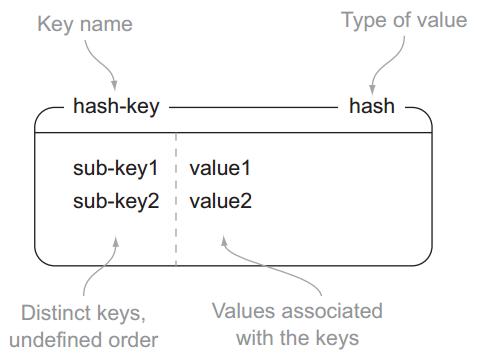 Key name
Type of value
hash-key
hash
sub-key1 value1
sub-key2 value2
Distinct keys,
undefined order
Values associated
with the keys